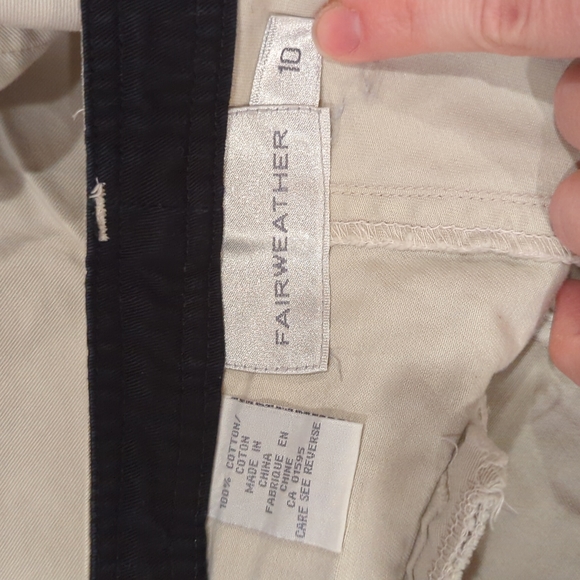 10
FAIRWEATHER
100% COTTON/
COTON
MADE IN
CHINA
FABRIQUE EN
CHINE
CA 01595
CARE SEE REVERSE